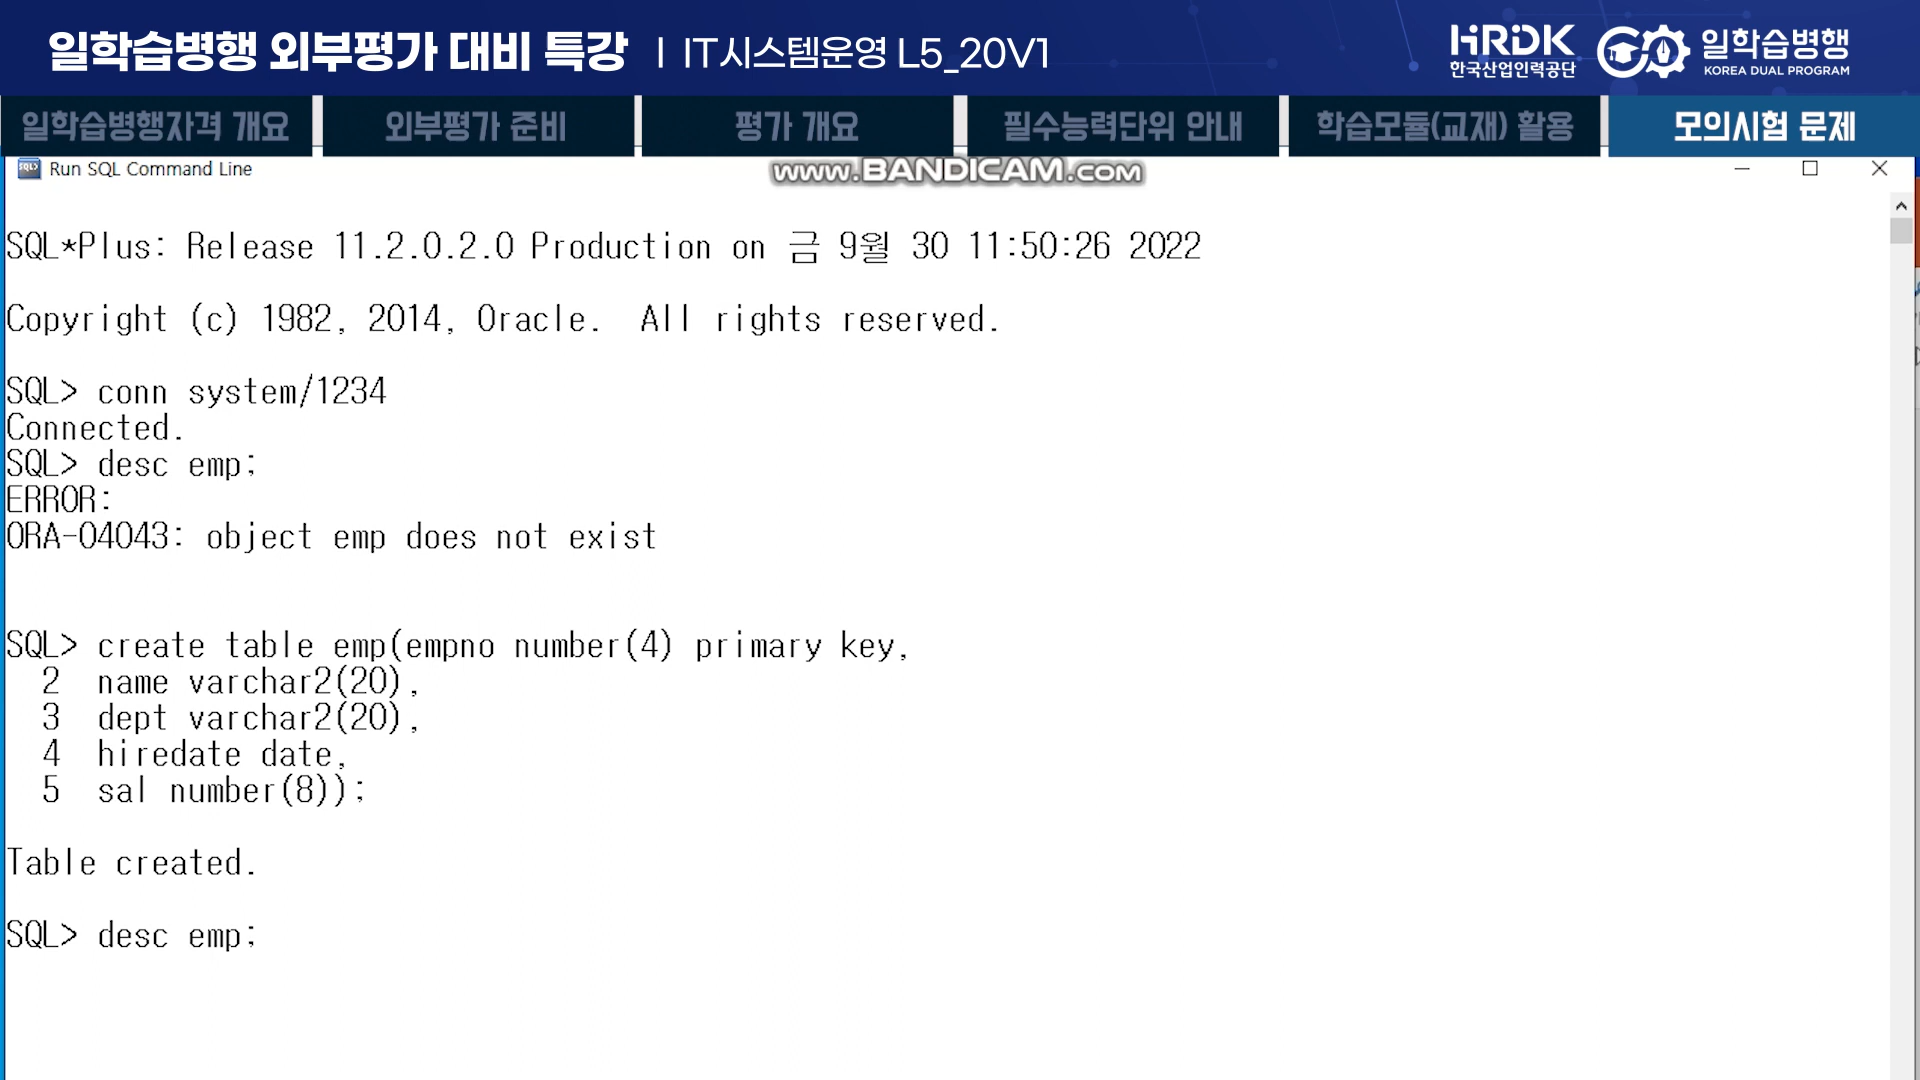 일학습병행 외부평가 대비 특강 | IT시스템운영 L5_20V1
HRDK 한국산업인력공단
일학습병행 KOREA DUAL PROGRAM
일학습병행자격 개요 외부평가 준비 평가 개요 필수능력단위 안내 학습모듈(교재) 활용 모의시험 문제
Run SQL Command Line
www.BANDICAM.com
SQL*Plus: Release 11.2.0.2.0 Production on 금 9월 30 11:50:26 2022
Copyright (c) 1982, 2014, Oracle.  All rights reserved.
SQL> conn system/1234
Connected.
SQL> desc emp;
ERROR:
ORA-04043: object emp does not exist
SQL> create table emp(empno number(4) primary key,
  2  name varchar2(20),
  3  dept varchar2(20),
  4  hiredate date,
  5  sal number(8));
Table created.
SQL> desc emp;